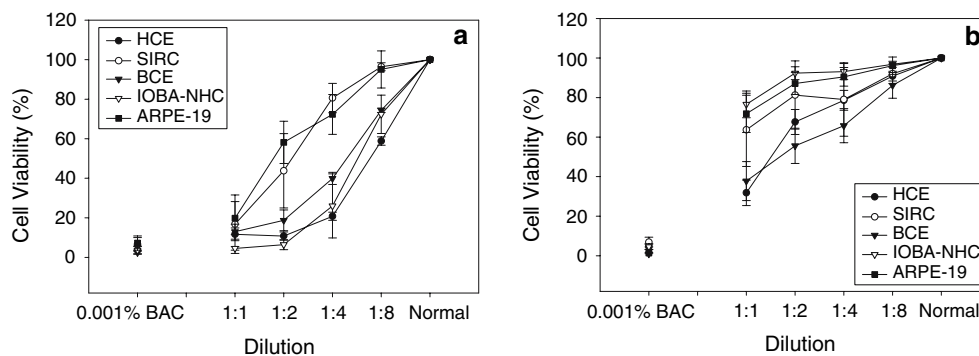 a
Cell Viability (%)
120
100
80
60
40
20
0
HCE
SIRC
BCE
IOBA-NHC
ARPE-19
0.001% BAC 1:1 1:2 1:4 1:8 Normal
Dilution
b
Cell Viability (%)
120
100
80
60
40
20
0
HCE
SIRC
BCE
IOBA-NHC
ARPE-19
0.001% BAC 1:1 1:2 1:4 1:8 Normal
Dilution